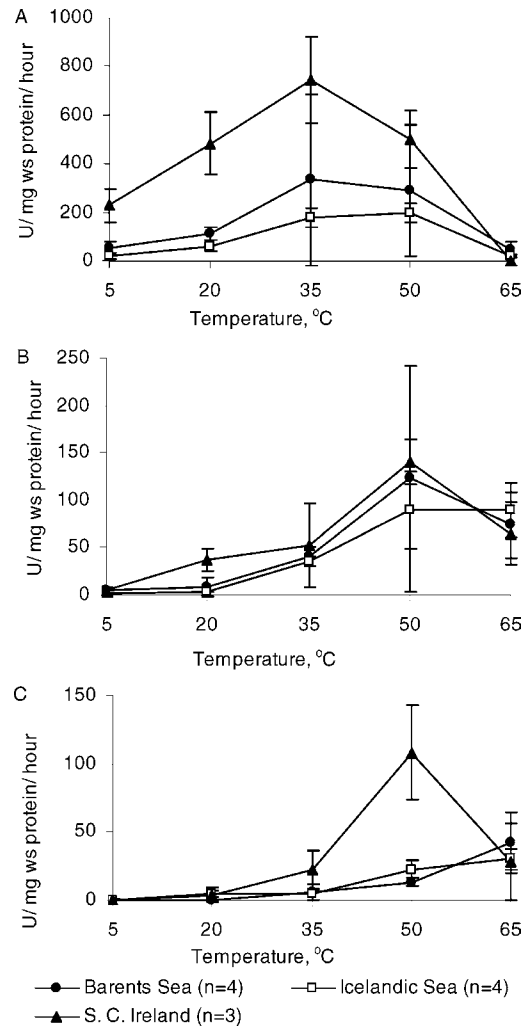 A
U/ mg ws protein/ hour
1000
800
600
400
200
0
5 20 35 50 65
Temperature, °C
B
U/ mg ws protein/ hour
250
200
150
100
50
0
5 20 35 50 65
Temperature, °C
C
U/ mg ws protein/ hour
150
100
50
0
5 20 35 50 65
Temperature, °C
Barents Sea (n=4) Icelandic Sea (n=4)
S. C. Ireland (n=3)